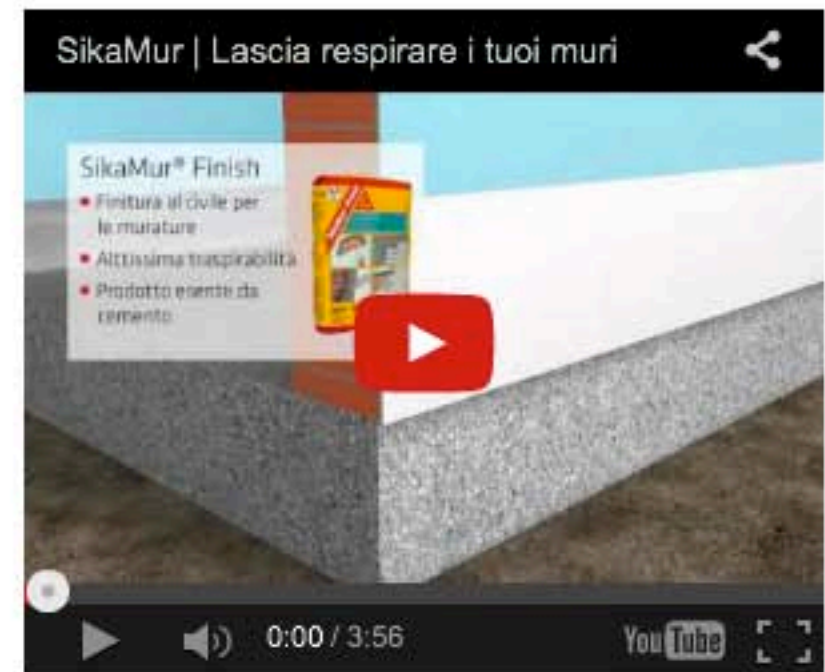 SikaMur | Lascia respirare i tuoi muri
SikaMur® Finish
• Finitura al civile per
le murature
• Altissima traspirabilità
• Prodotto esente da
cemento
0:00 / 3:56
YouTube